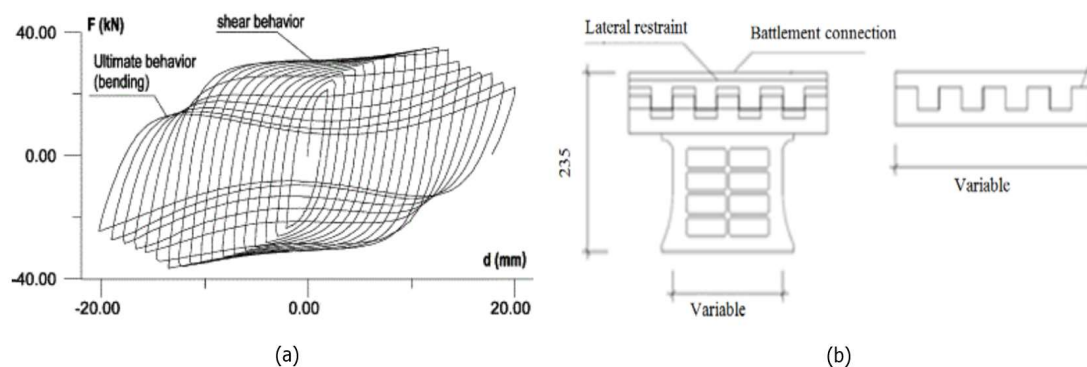 F (kN)
40.00
shear behavior
Ultimate behavior
(bending)
0.00
-40.00
d (mm)
-20.00
0.00
20.00
(a)
Lateral restraint
Battlement connection
235
Variable
Variable
(b)